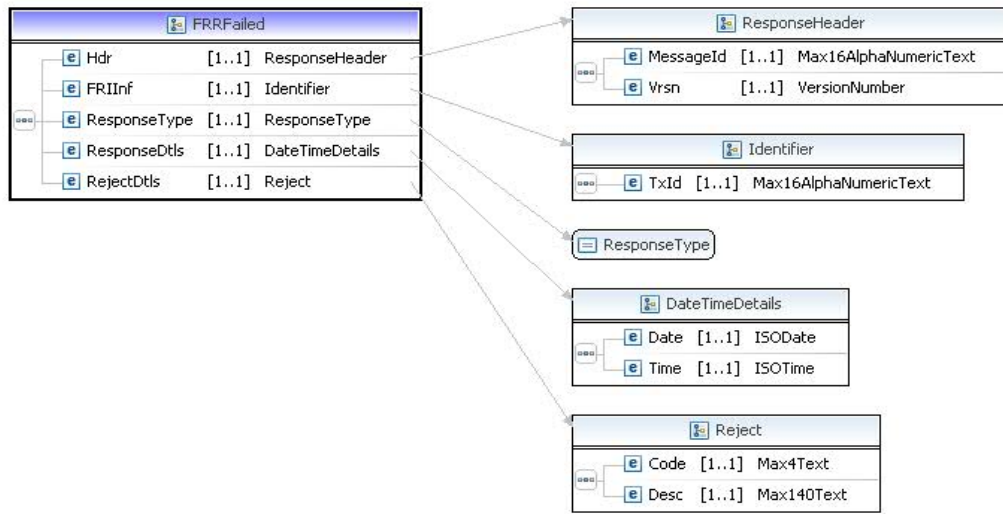 FRRFailed
Hdr [1..1] ResponseHeader
FRIInf [1..1] Identifier
ResponseType [1..1] ResponseType
ResponseDtls [1..1] DateTimeDetails
RejectDtls [1..1] Reject
ResponseHeader
MessageId [1..1] Max16AlphaNumericText
Vrsn [1..1] VersionNumber
Identifier
TxId [1..1] Max16AlphaNumericText
ResponseType
DateTimeDetails
Date [1..1] ISODate
Time [1..1] ISOTime
Reject
Code [1..1] Max4Text
Desc [1..1] Max140Text